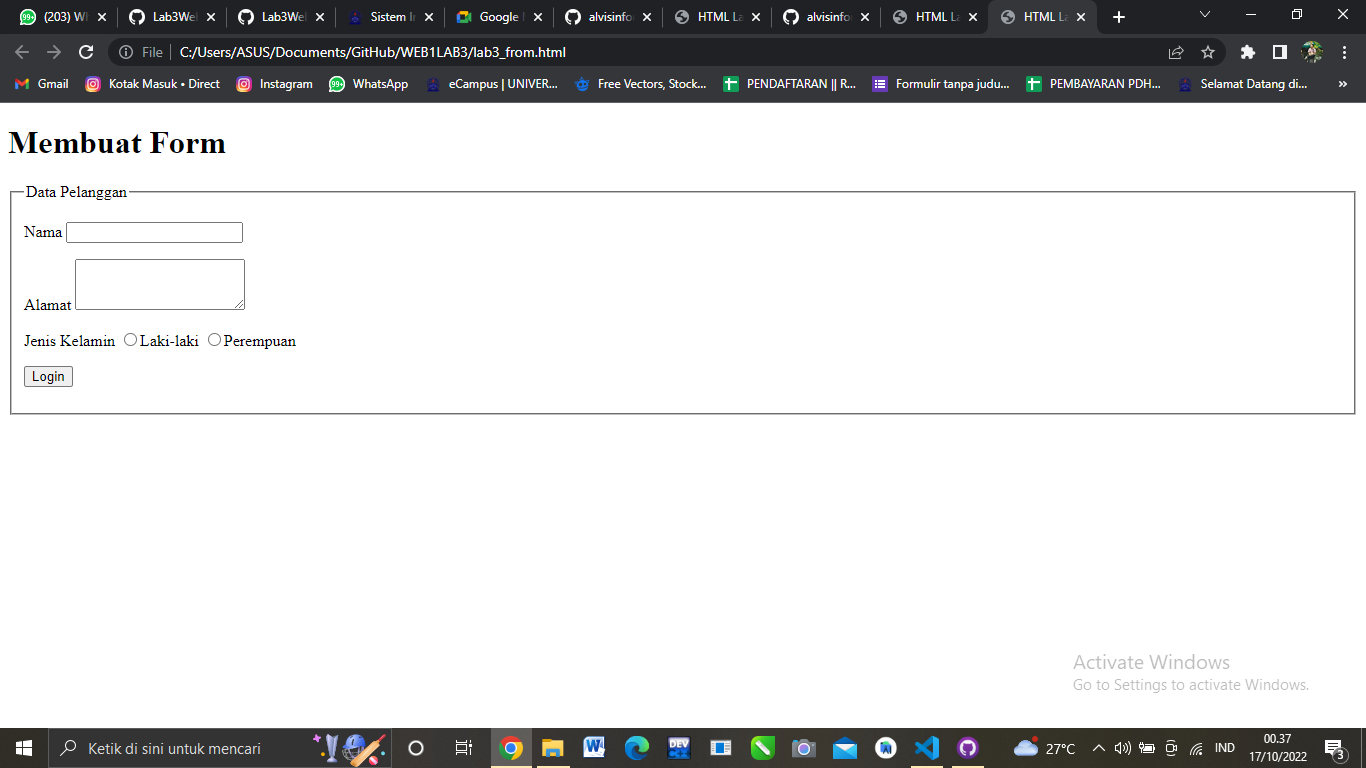 (203) Wh
Lab3Wel
Lab3Wel
Sistem In
Google M
alvisinfo
HTML La
alvisinfo
HTML La
HTML La
File
C:/Users/ASUS/Documents/GitHub/WEB1LAB3/lab3_from.html
Gmail
Kotak Masuk • Direct
Instagram
99+
WhatsApp
eCampus | UNIVER...
Free Vectors, Stock...
PENDAFTARAN || R...
Formulir tanpa judu...
PEMBAYARAN PDH...
Selamat Datang di...
»
Membuat Form
Data Pelanggan
Nama
Alamat
Jenis Kelamin Laki-laki Perempuan
Login
Activate Windows
Go to Settings to activate Windows.
Ketik di sini untuk mencari
DEV
27°C
IND
00.37
17/10/2022
3